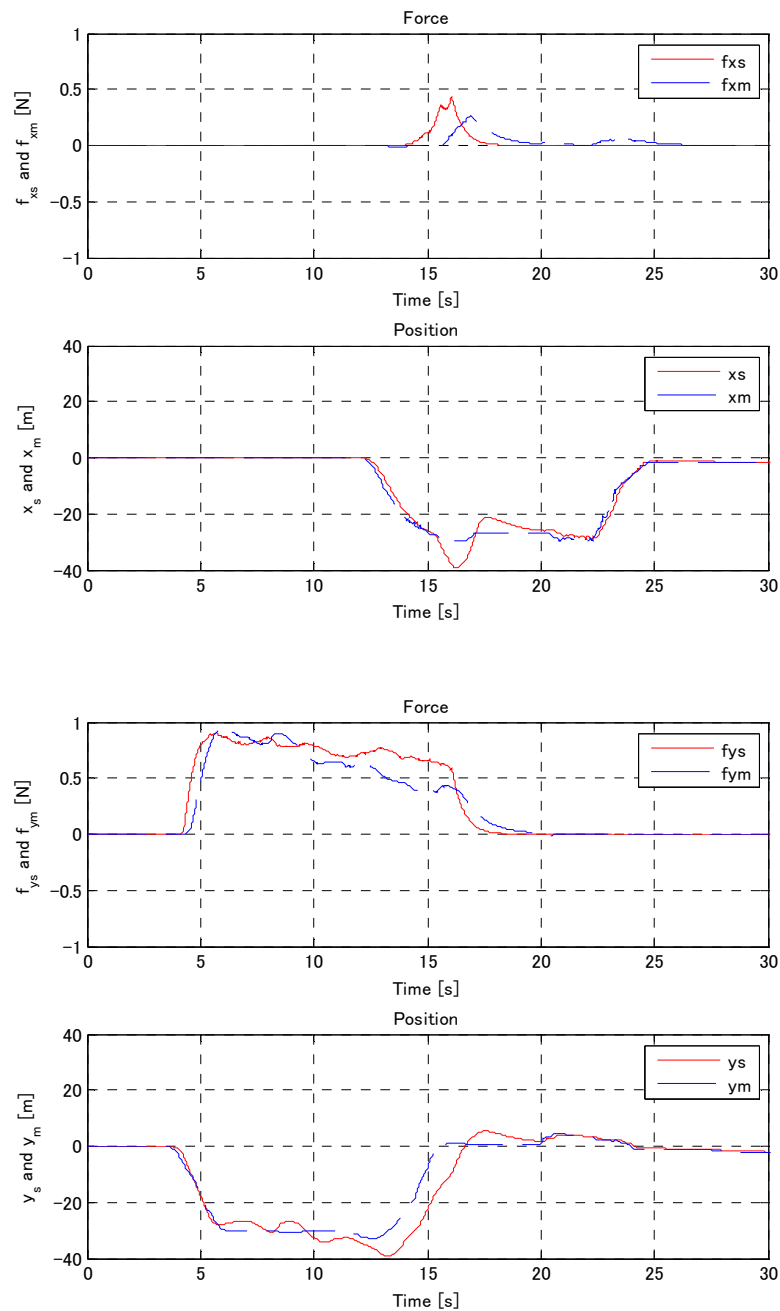 Force
f_xs and f_xm [N]
1
0.5
0
-0.5
-1
fxs
fxm
0 5 10 15 20 25 30
Time [s]
Position
x_s and x_m [m]
40
20
0
-20
-40
xs
xm
0 5 10 15 20 25 30
Time [s]
Force
f_ys and f_ym [N]
1
0.5
0
-0.5
-1
fys
fym
0 5 10 15 20 25 30
Time [s]
Position
y_s and y_m [m]
40
20
0
-20
-40
ys
ym
0 5 10 15 20 25 30
Time [s]